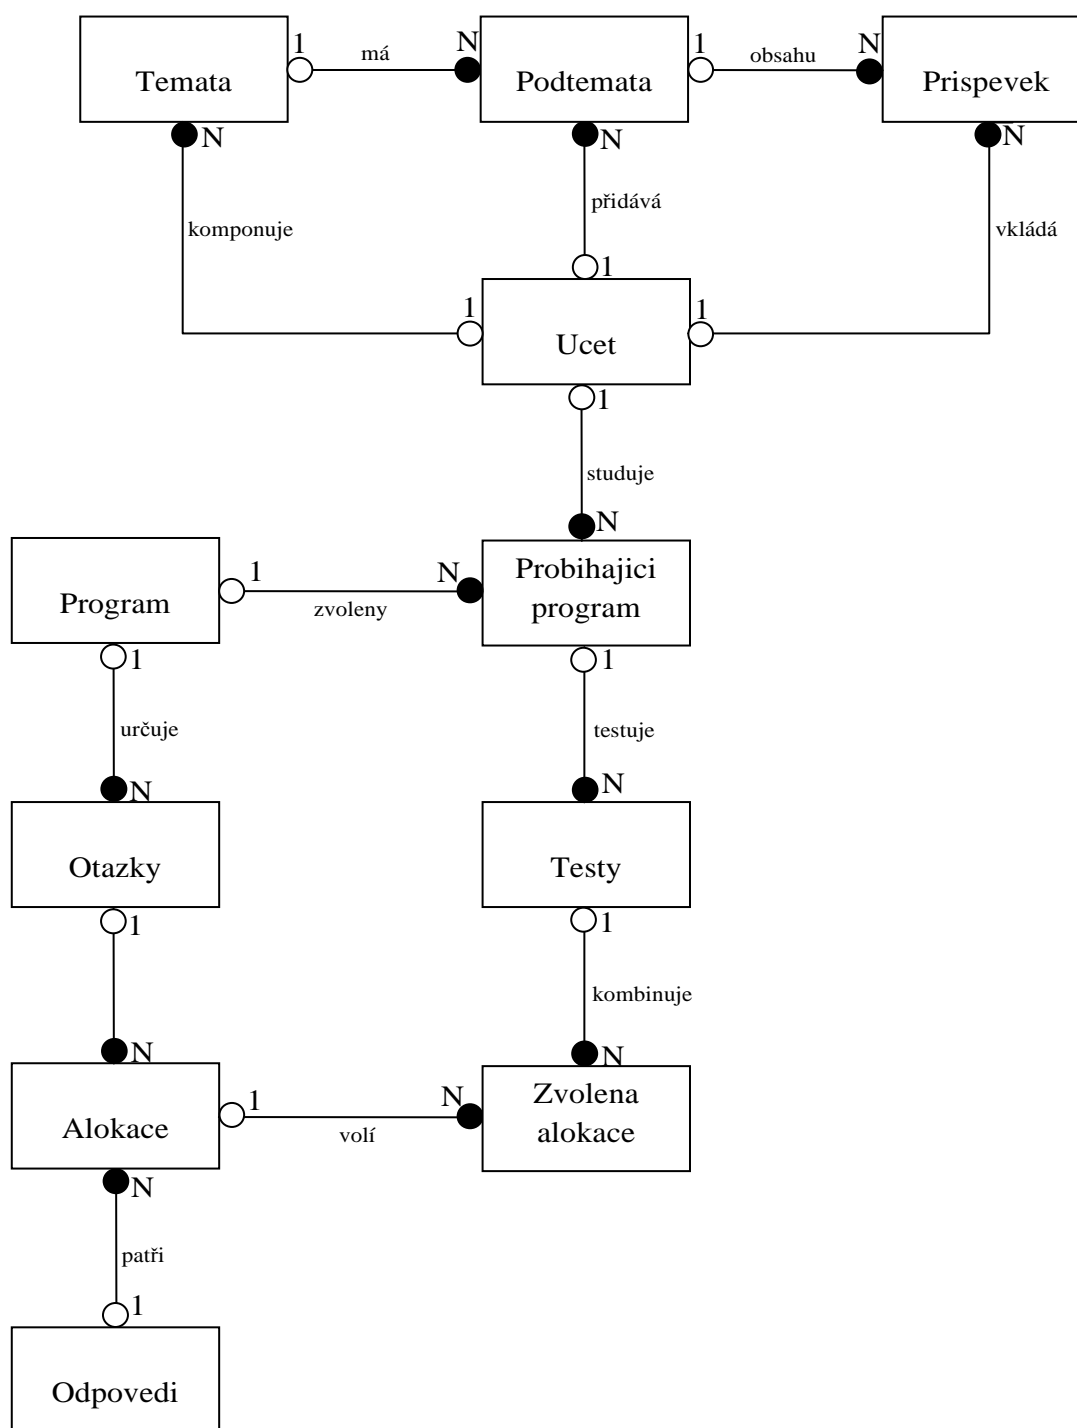 1 má N 1 obsahu N
Temata Podtemata Prispevek
N N N
komponuje přidává vkládá
1 1 1
Ucet
1
studuje
N
Program 1 zvoleny N Probihajici
program
1 1
určuje testuje
N N
Otazky Testy
1 1
kombinuje
N N
Alokace 1 volí N Zvolena
alokace
N
patři
1
Odpovedi